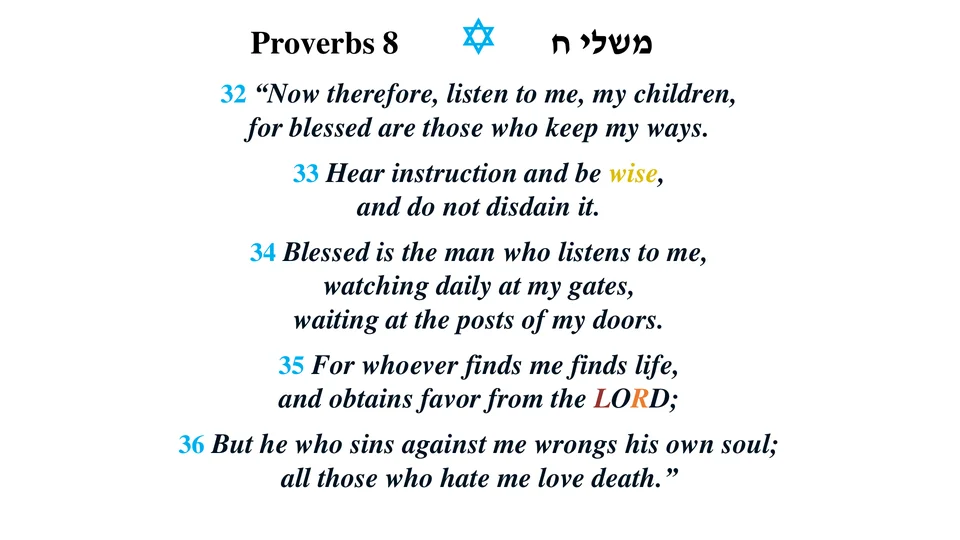 Proverbs 8 ✡ משלי ח
32 “Now therefore, listen to me, my children,
for blessed are those who keep my ways.
33 Hear instruction and be wise,
and do not disdain it.
34 Blessed is the man who listens to me,
watching daily at my gates,
waiting at the posts of my doors.
35 For whoever finds me finds life,
and obtains favor from the LORD;
36 But he who sins against me wrongs his own soul;
all those who hate me love death.”